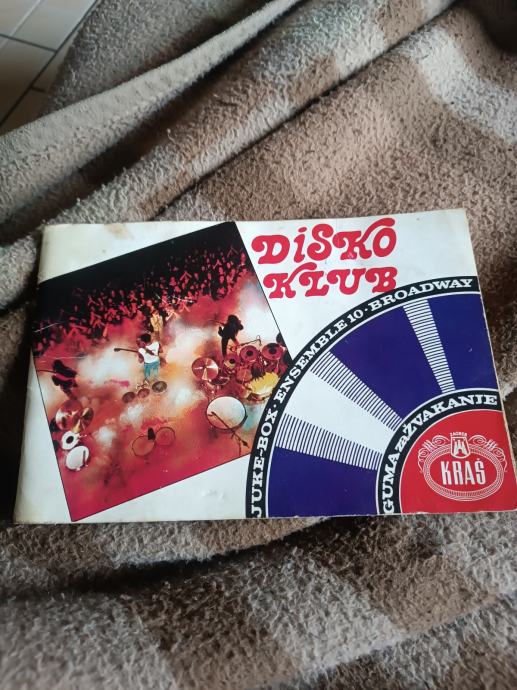 DiSKO
KLUB
JUKE-BOX·ENSEMBLE 10·BROADWAY
GUMA za ŽVAKANJE
ZAGREB
KRAŠ